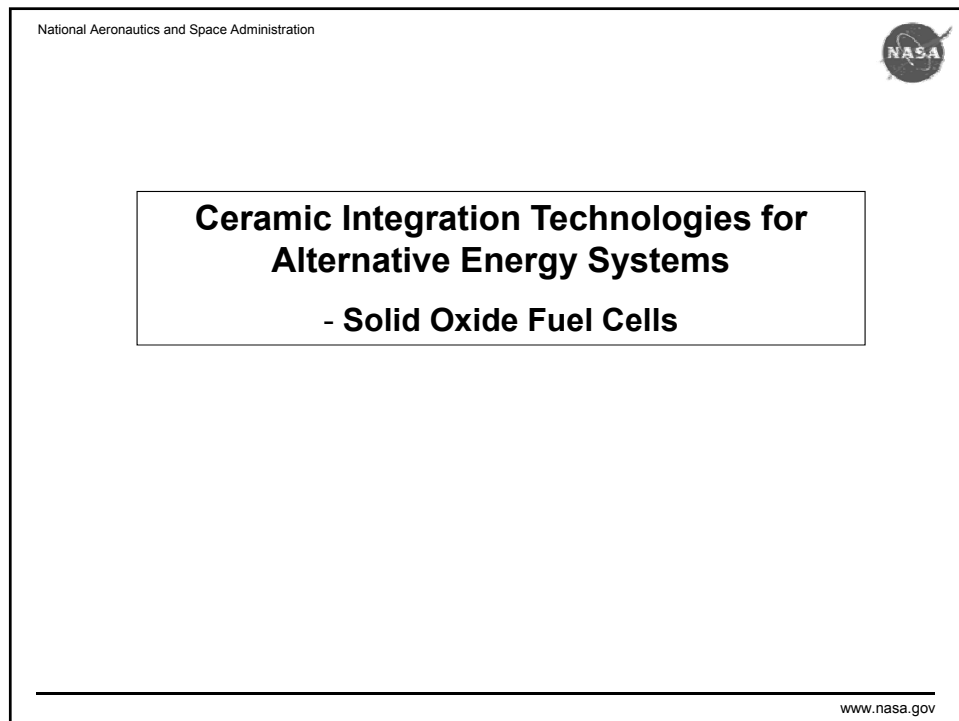 National Aeronautics and Space Administration
NASA
Ceramic Integration Technologies for
Alternative Energy Systems
- Solid Oxide Fuel Cells
www.nasa.gov